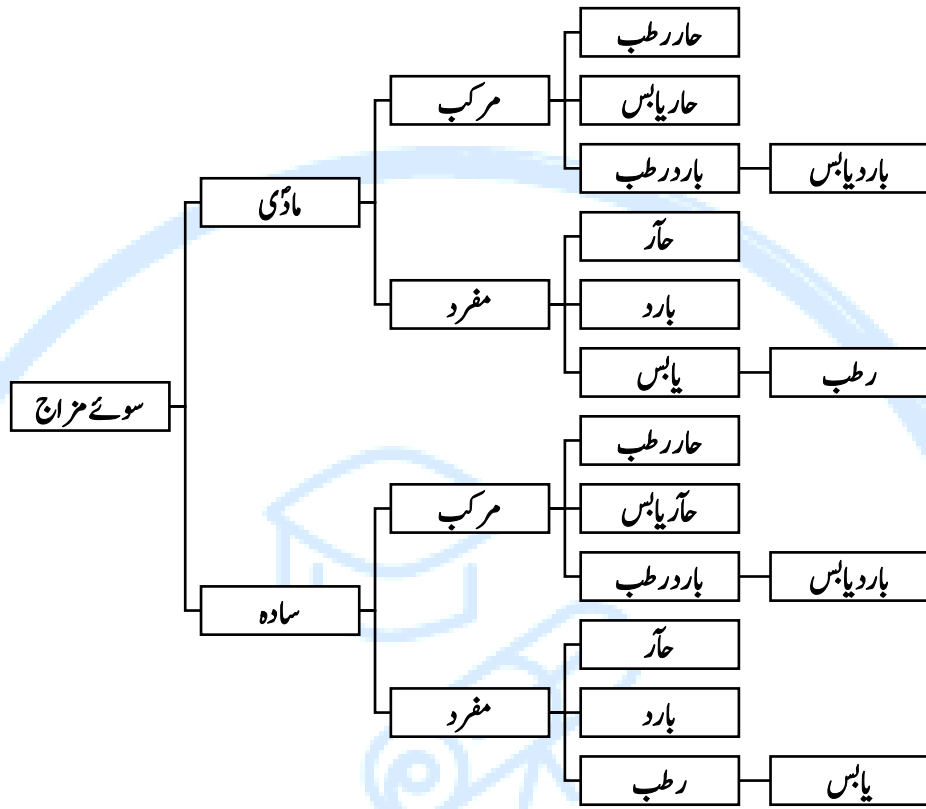 حاررطب
مرکب
حاریابس
باردرطب
باردیابس
مادّی
حآر
مفرد
بارد
یابس
رطب
سوئے مزاج
حاررطب
مرکب
حآریابس
باردرطب
باردیابس
سادہ
حآر
مفرد
بارد
رطب
یابس